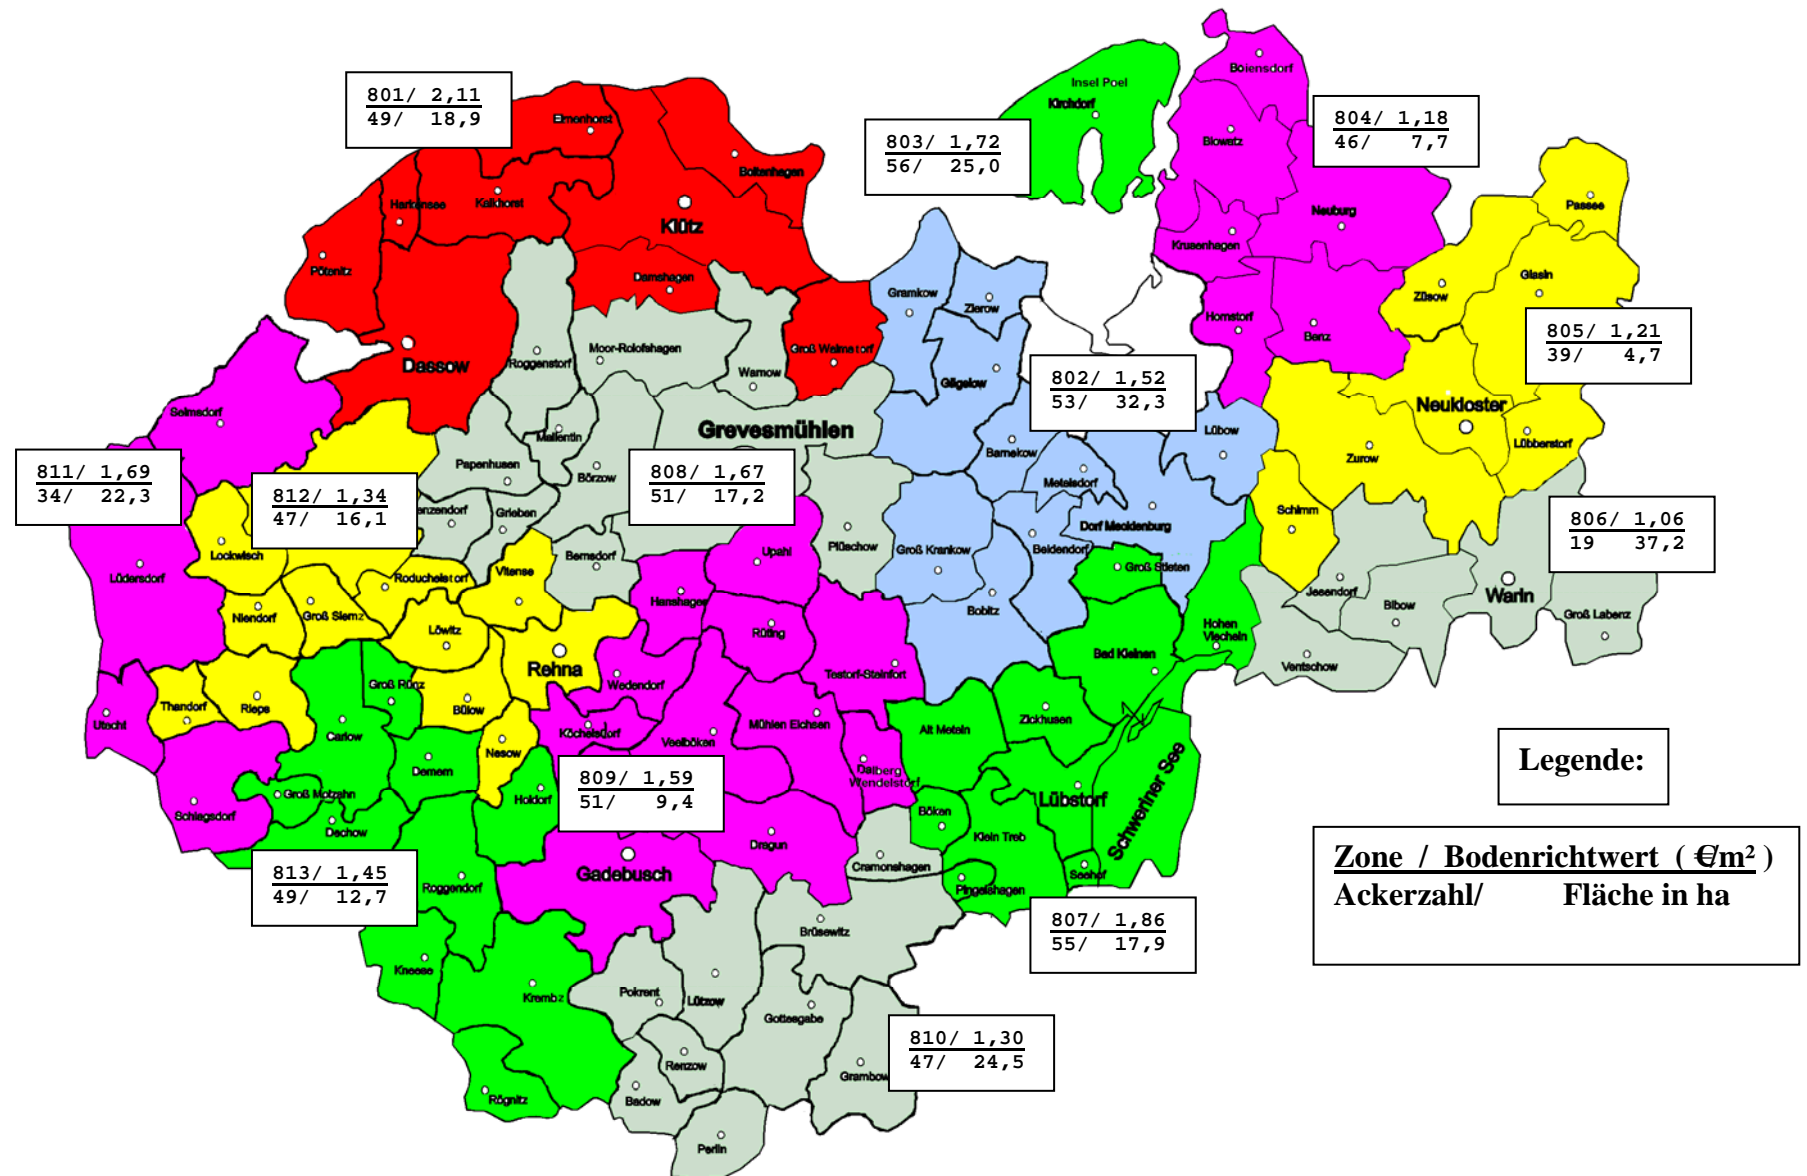 Boiensdorf
Insel Poel
801/ 2,11
49/ 18,9
Kirchdorf
804/ 1,18
46/ 7,7
Elmenhorst
803/ 1,72
56/ 25,0
Blowatz
Boltenhagen
Harkensee
Kalkhorst
Passee
Klütz
Neuburg
Krusenhagen
Pötenitz
Damshagen
Gramkow
Zierow
Züsow
Glasin
Hornstorf
Benz
805/ 1,21
39/ 4,7
Roggenstorf
Moor-Rolofshagen
Groß Walmstorf
Dassow
Warnow
Gägelow
802/ 1,52
53/ 32,3
Selmsdorf
Neukloster
Grevesmühlen
Mallentin
Lübow
Lübberstorf
Papenhusen
Börzow
Barnekow
Zurow
811/ 1,69
34/ 22,3
812/ 1,34
47/ 16,1
808/ 1,67
51/ 17,2
Metelsdorf
enzendorf
Grieben
Schimm
806/ 1,06
19 37,2
Dorf Mecklenburg
Lockwisch
Bernsdorf
Upahl
Plüschow
Groß Krankow
Beidendorf
Lüdersdorf
Roduchelstorf
Vitense
Groß Stieten
Jesendorf
Bibow
Warin
Groß Labenz
Niendorf
Groß Siemz
Hanshagen
Bobitz
Löwitz
Rüting
Hohen
Viecheln
Rehna
Bad Kleinen
Ventschow
Groß Rünz
Wedendorf
Testorf-Steinfort
Utecht
Thandorf
Rieps
Bülow
Carlow
Köchelsdorf
Veelböken
Mühlen Eichsen
Alt Meteln
Zickhusen
Nesow
Demern
Dalberg
Wendelstorf
Schweriner See
Legende:
Groß Molzahn
Holdorf
809/ 1,59
51/ 9,4
Lübstorf
Schlagsdorf
Dechow
Böken
Klein Treb
Dragun
Zone / Bodenrichtwert ( €/m² )
Ackerzahl/ Fläche in ha
813/ 1,45
49/ 12,7
Roggendorf
Gadebusch
Cramonshagen
Seehof
Pingelshagen
807/ 1,86
55/ 17,9
Brüsewitz
Kneese
Krembz
Pokrent
Lützow
Gottesgabe
810/ 1,30
47/ 24,5
Renzow
Grambow
Rögnitz
Badow
Perlin